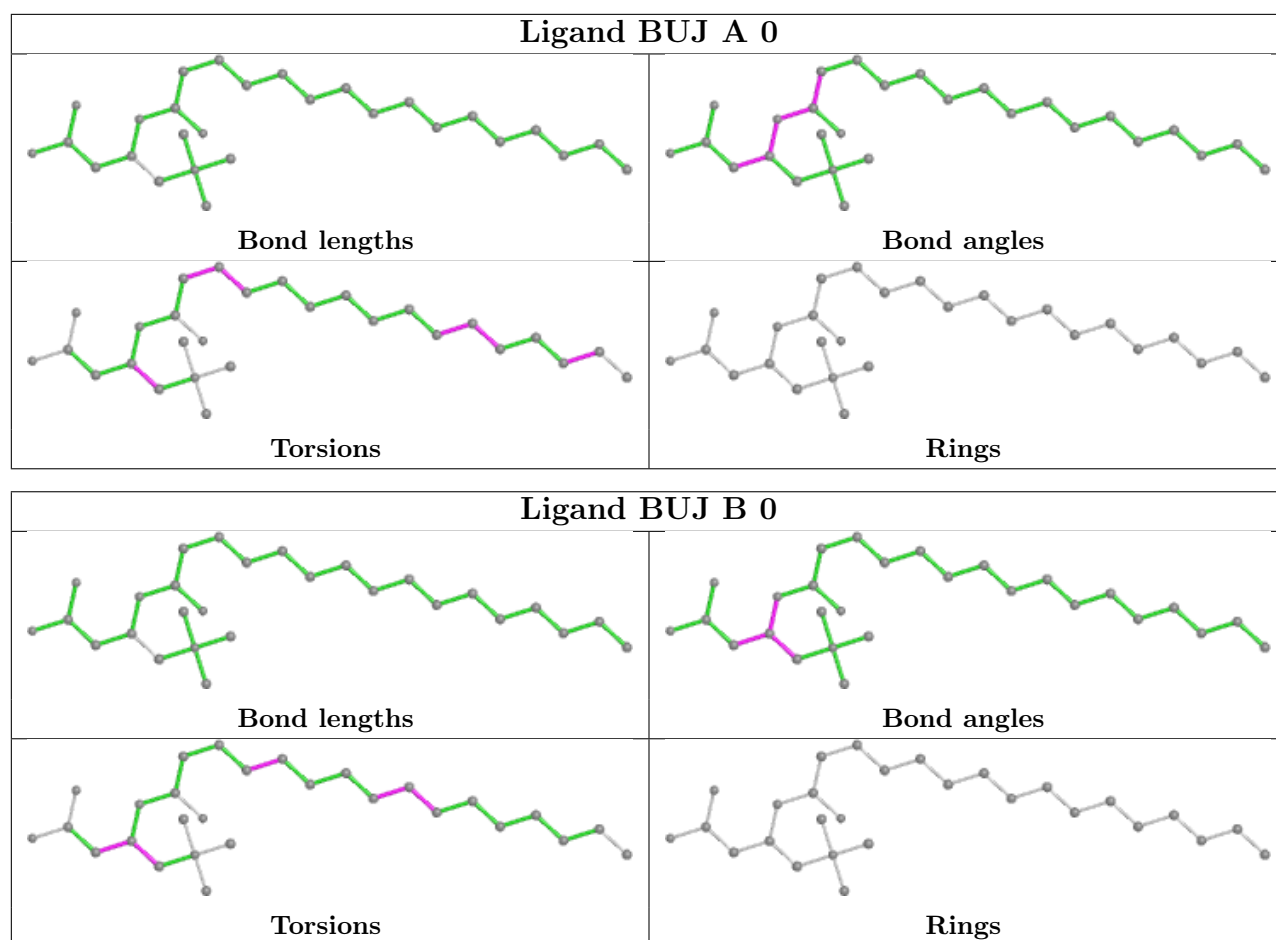 Ligand BUJ A 0
Bond lengths
Bond angles
Torsions
Rings
Ligand BUJ B 0
Bond lengths
Bond angles
Torsions
Rings